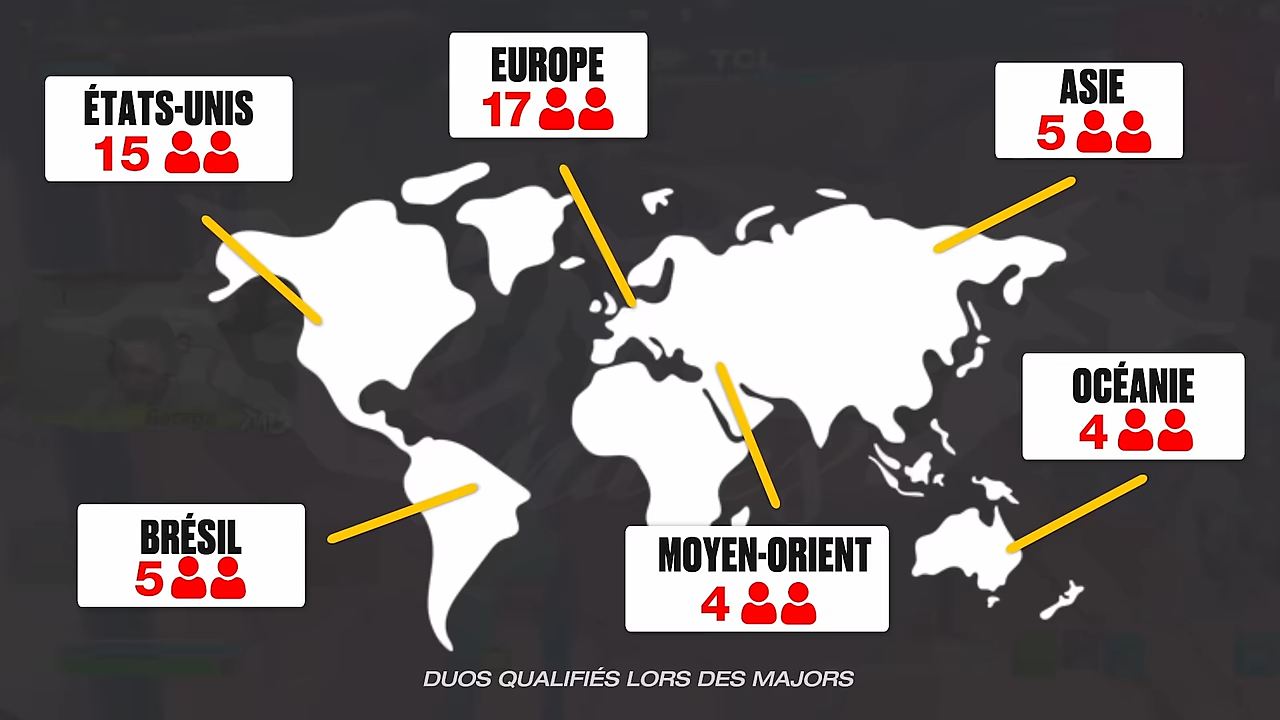 EUROPE
17
ÉTATS-UNIS
15
ASIE
5
OCÉANIE
4
BRÉSIL
5
MOYEN-ORIENT
4
DUOS QUALIFIÉS LORS DES MAJORS
TCL